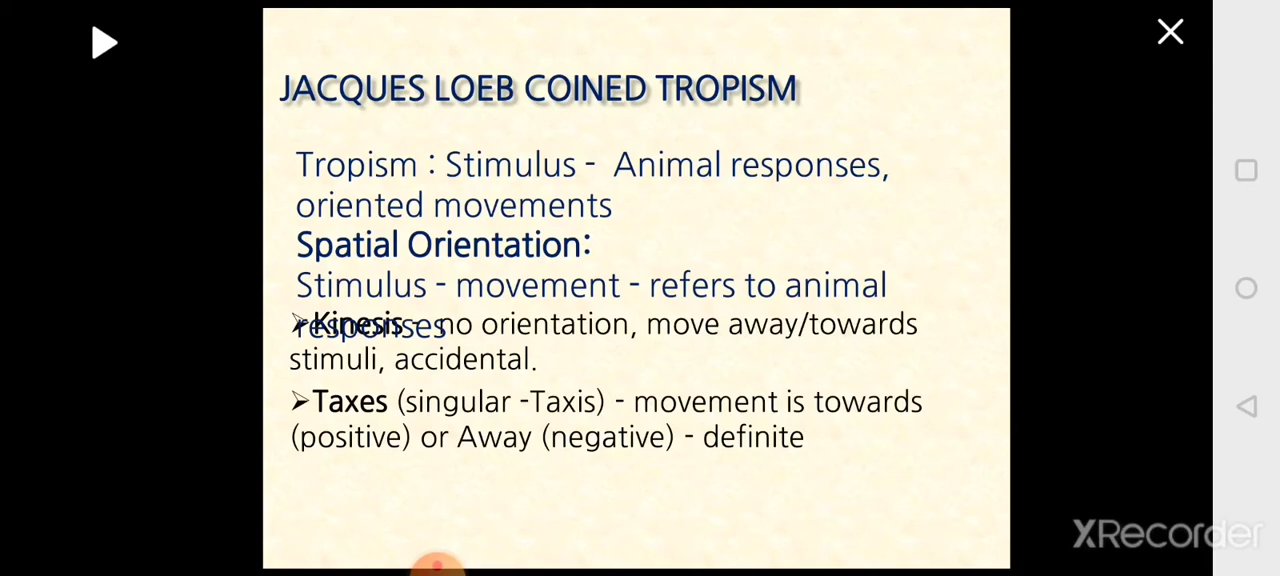 JACQUES LOEB COINED TROPISM
Tropism : Stimulus - Animal responses,
oriented movements
Spatial Orientation:
Stimulus - movement - refers to animal
responses
➢Kinesis - no orientation, move away/towards
stimuli, accidental.
➢Taxes (singular -Taxis) - movement is towards
(positive) or Away (negative) - definite
XRecorder